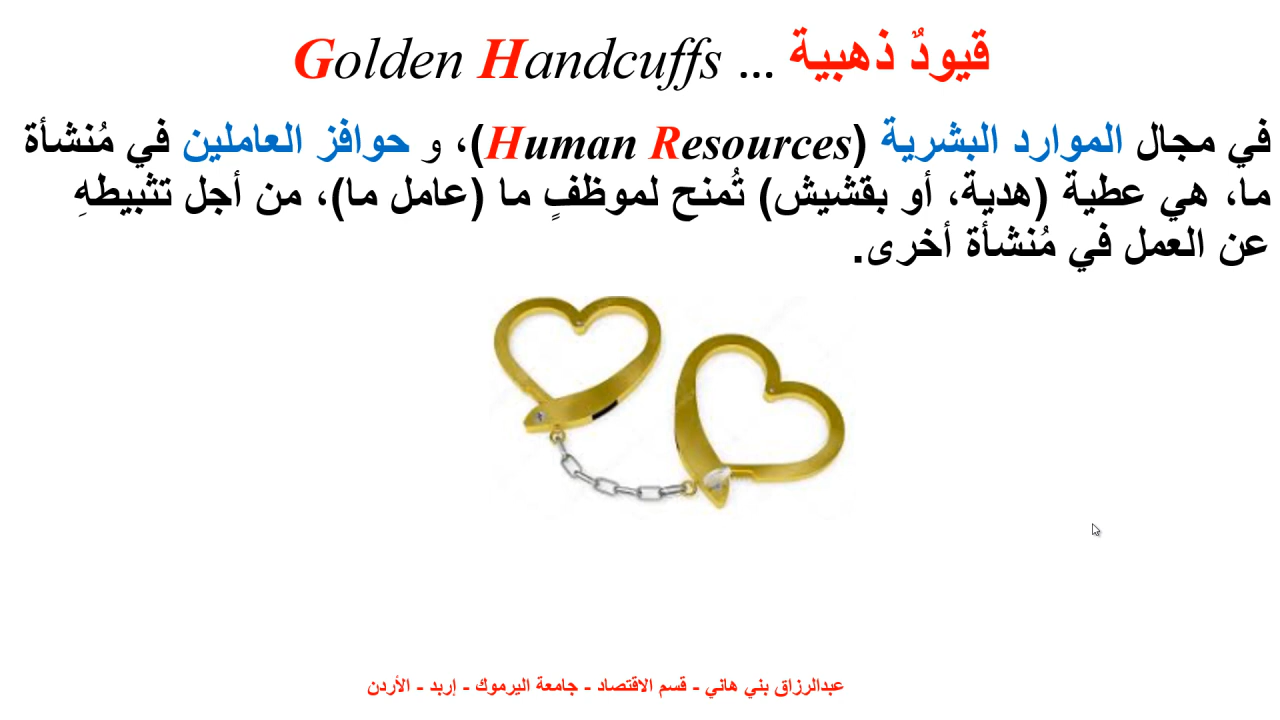 قيودٌ ذهبية ... Golden Handcuffs
في مجال الموارد البشرية (Human Resources)، و حوافز العاملين في مُنشأة
ما، هي عطية (هدية، أو بقشيش) تُمنح لموظفٍ ما (عامل ما)، من أجل تثبيطهِ
عن العمل في مُنشأة أخرى.
عبدالرزاق بني هاني - قسم الاقتصاد - جامعة اليرموك - إربد - الأردن